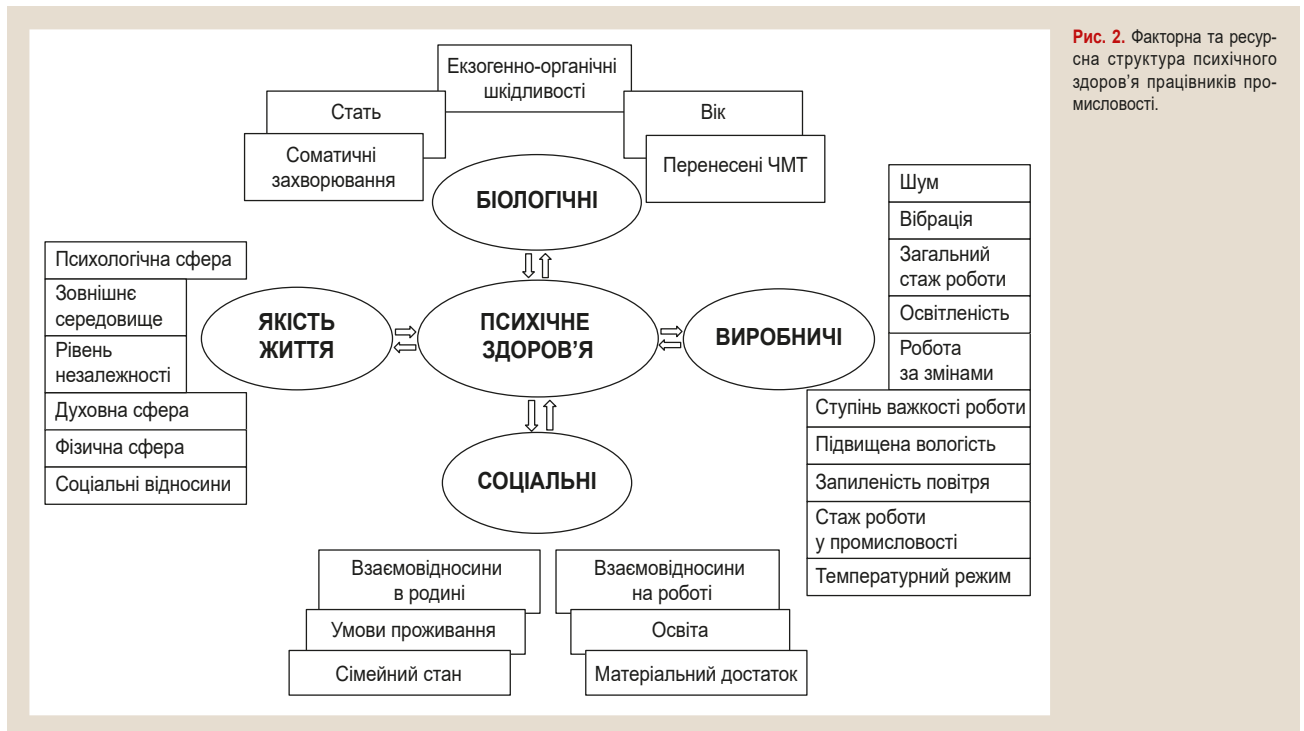 Рис. 2. Факторна та ресур-
сна структура психічного
здоров’я працівників про-
мисловості.
Екзогенно-органічні
шкідливості
Стать
Вік
Соматичні
захворювання
Перенесені ЧМТ
БІОЛОГІЧНІ
Психологічна сфера
Зовнішнє
середовище
Рівень
незалежності
Духовна сфера
Фізична сфера
Соціальні відносини
ЯКІСТЬ
ЖИТТЯ
ПСИХІЧНЕ
ЗДОРОВ’Я
ВИРОБНИЧІ
Шум
Вібрація
Загальний
стаж роботи
Освітленість
Робота
за змінами
Ступінь важкості роботи
Підвищена вологість
Запиленість повітря
Стаж роботи
у промисловості
Температурний режим
СОЦІАЛЬНІ
Взаємовідносини
в родині
Умови проживання
Сімейний стан
Взаємовідносини
на роботі
Освіта
Матеріальний достаток